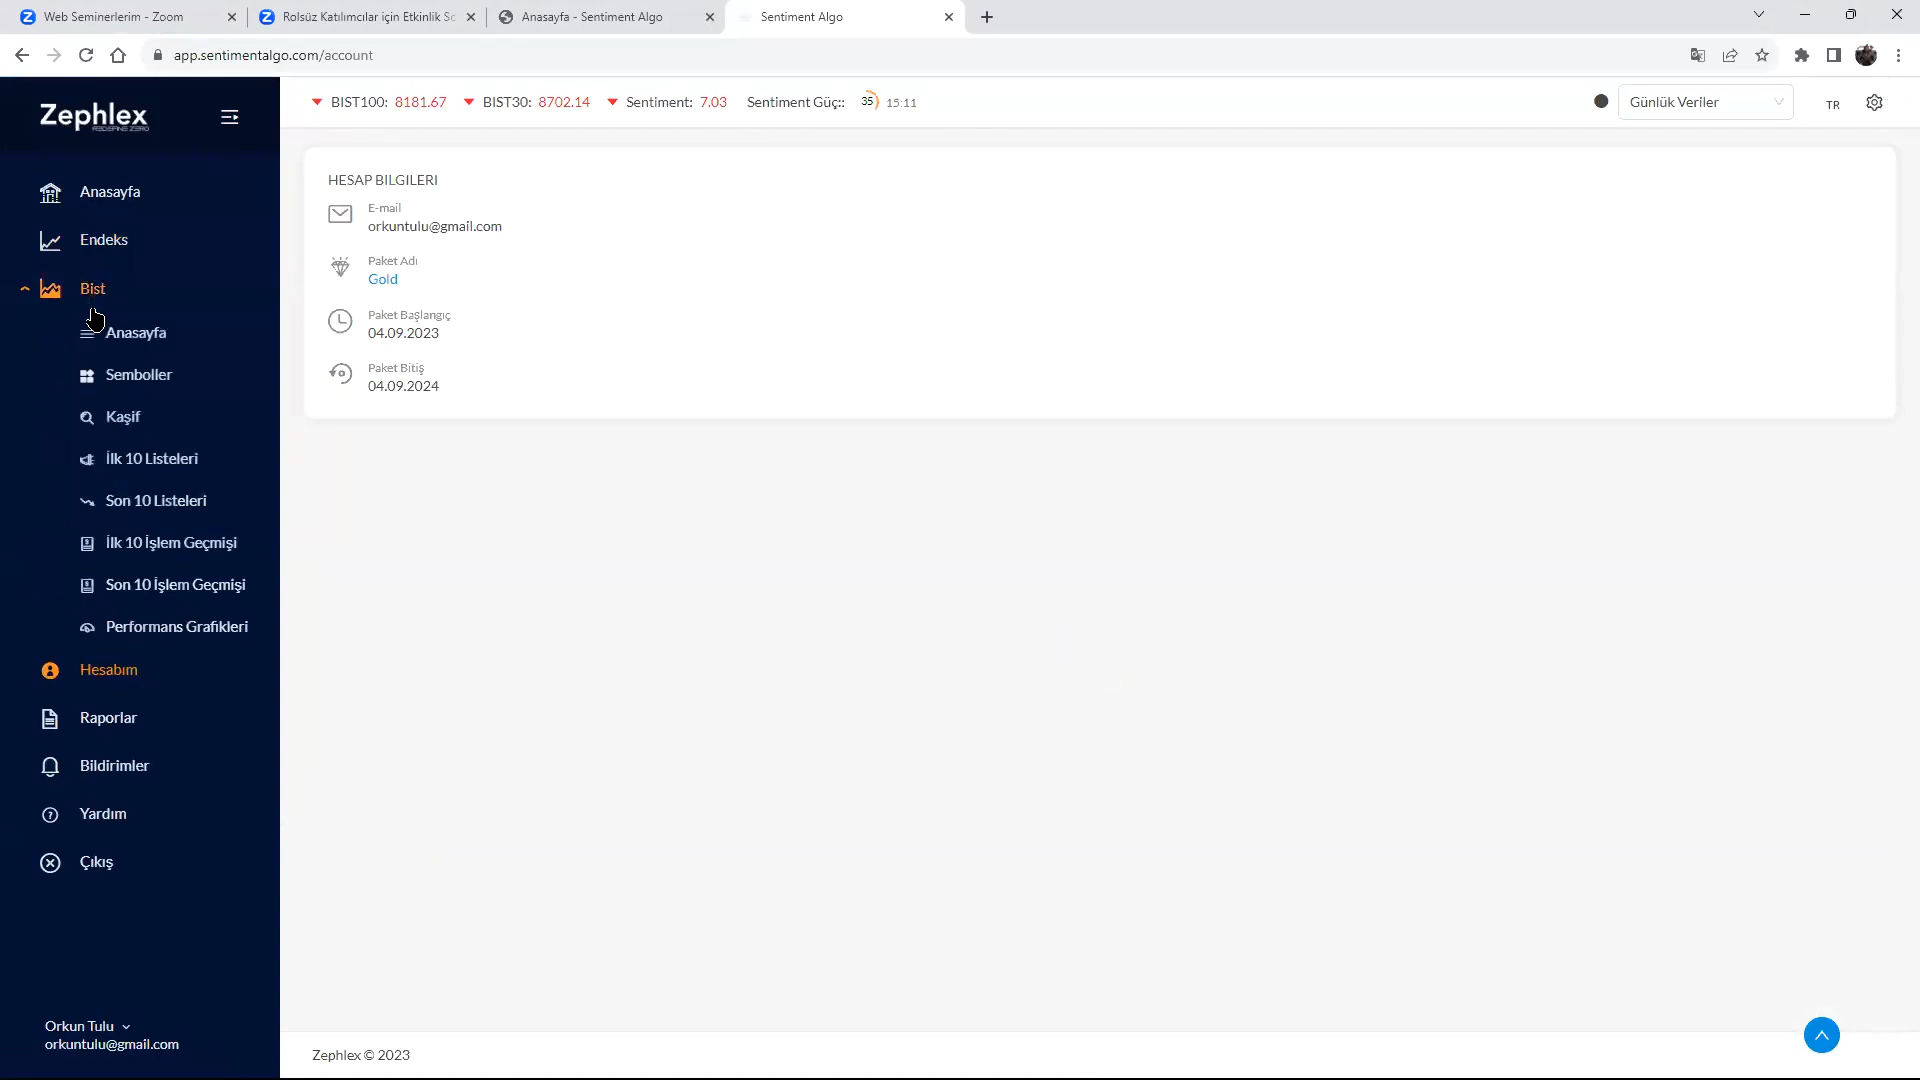 Web Seminerlerim - Zoom
Rolsüz Katılımcılar için Etkinlik Sc
Anasayfa - Sentiment Algo
Sentiment Algo
app.sentimentalgo.com/account
Zephlex
REDEFINE ZERO
BIST100: 8181.67 BIST30: 8702.14 Sentiment: 7.03 Sentiment Güç:: 35 15:11
Günlük Veriler
TR
Anasayfa
Endeks
Bist
Anasayfa
Semboller
Kaşif
İlk 10 Listeleri
Son 10 Listeleri
İlk 10 İşlem Geçmişi
Son 10 İşlem Geçmişi
Performans Grafikleri
Hesabım
Raporlar
Bildirimler
Yardım
Çıkış
Orkun Tulu
orkuntulu@gmail.com
HESAP BILGILERI
E-mail
orkuntulu@gmail.com
Paket Adı
Gold
Paket Başlangıç
04.09.2023
Paket Bitiş
04.09.2024
Zephlex © 2023